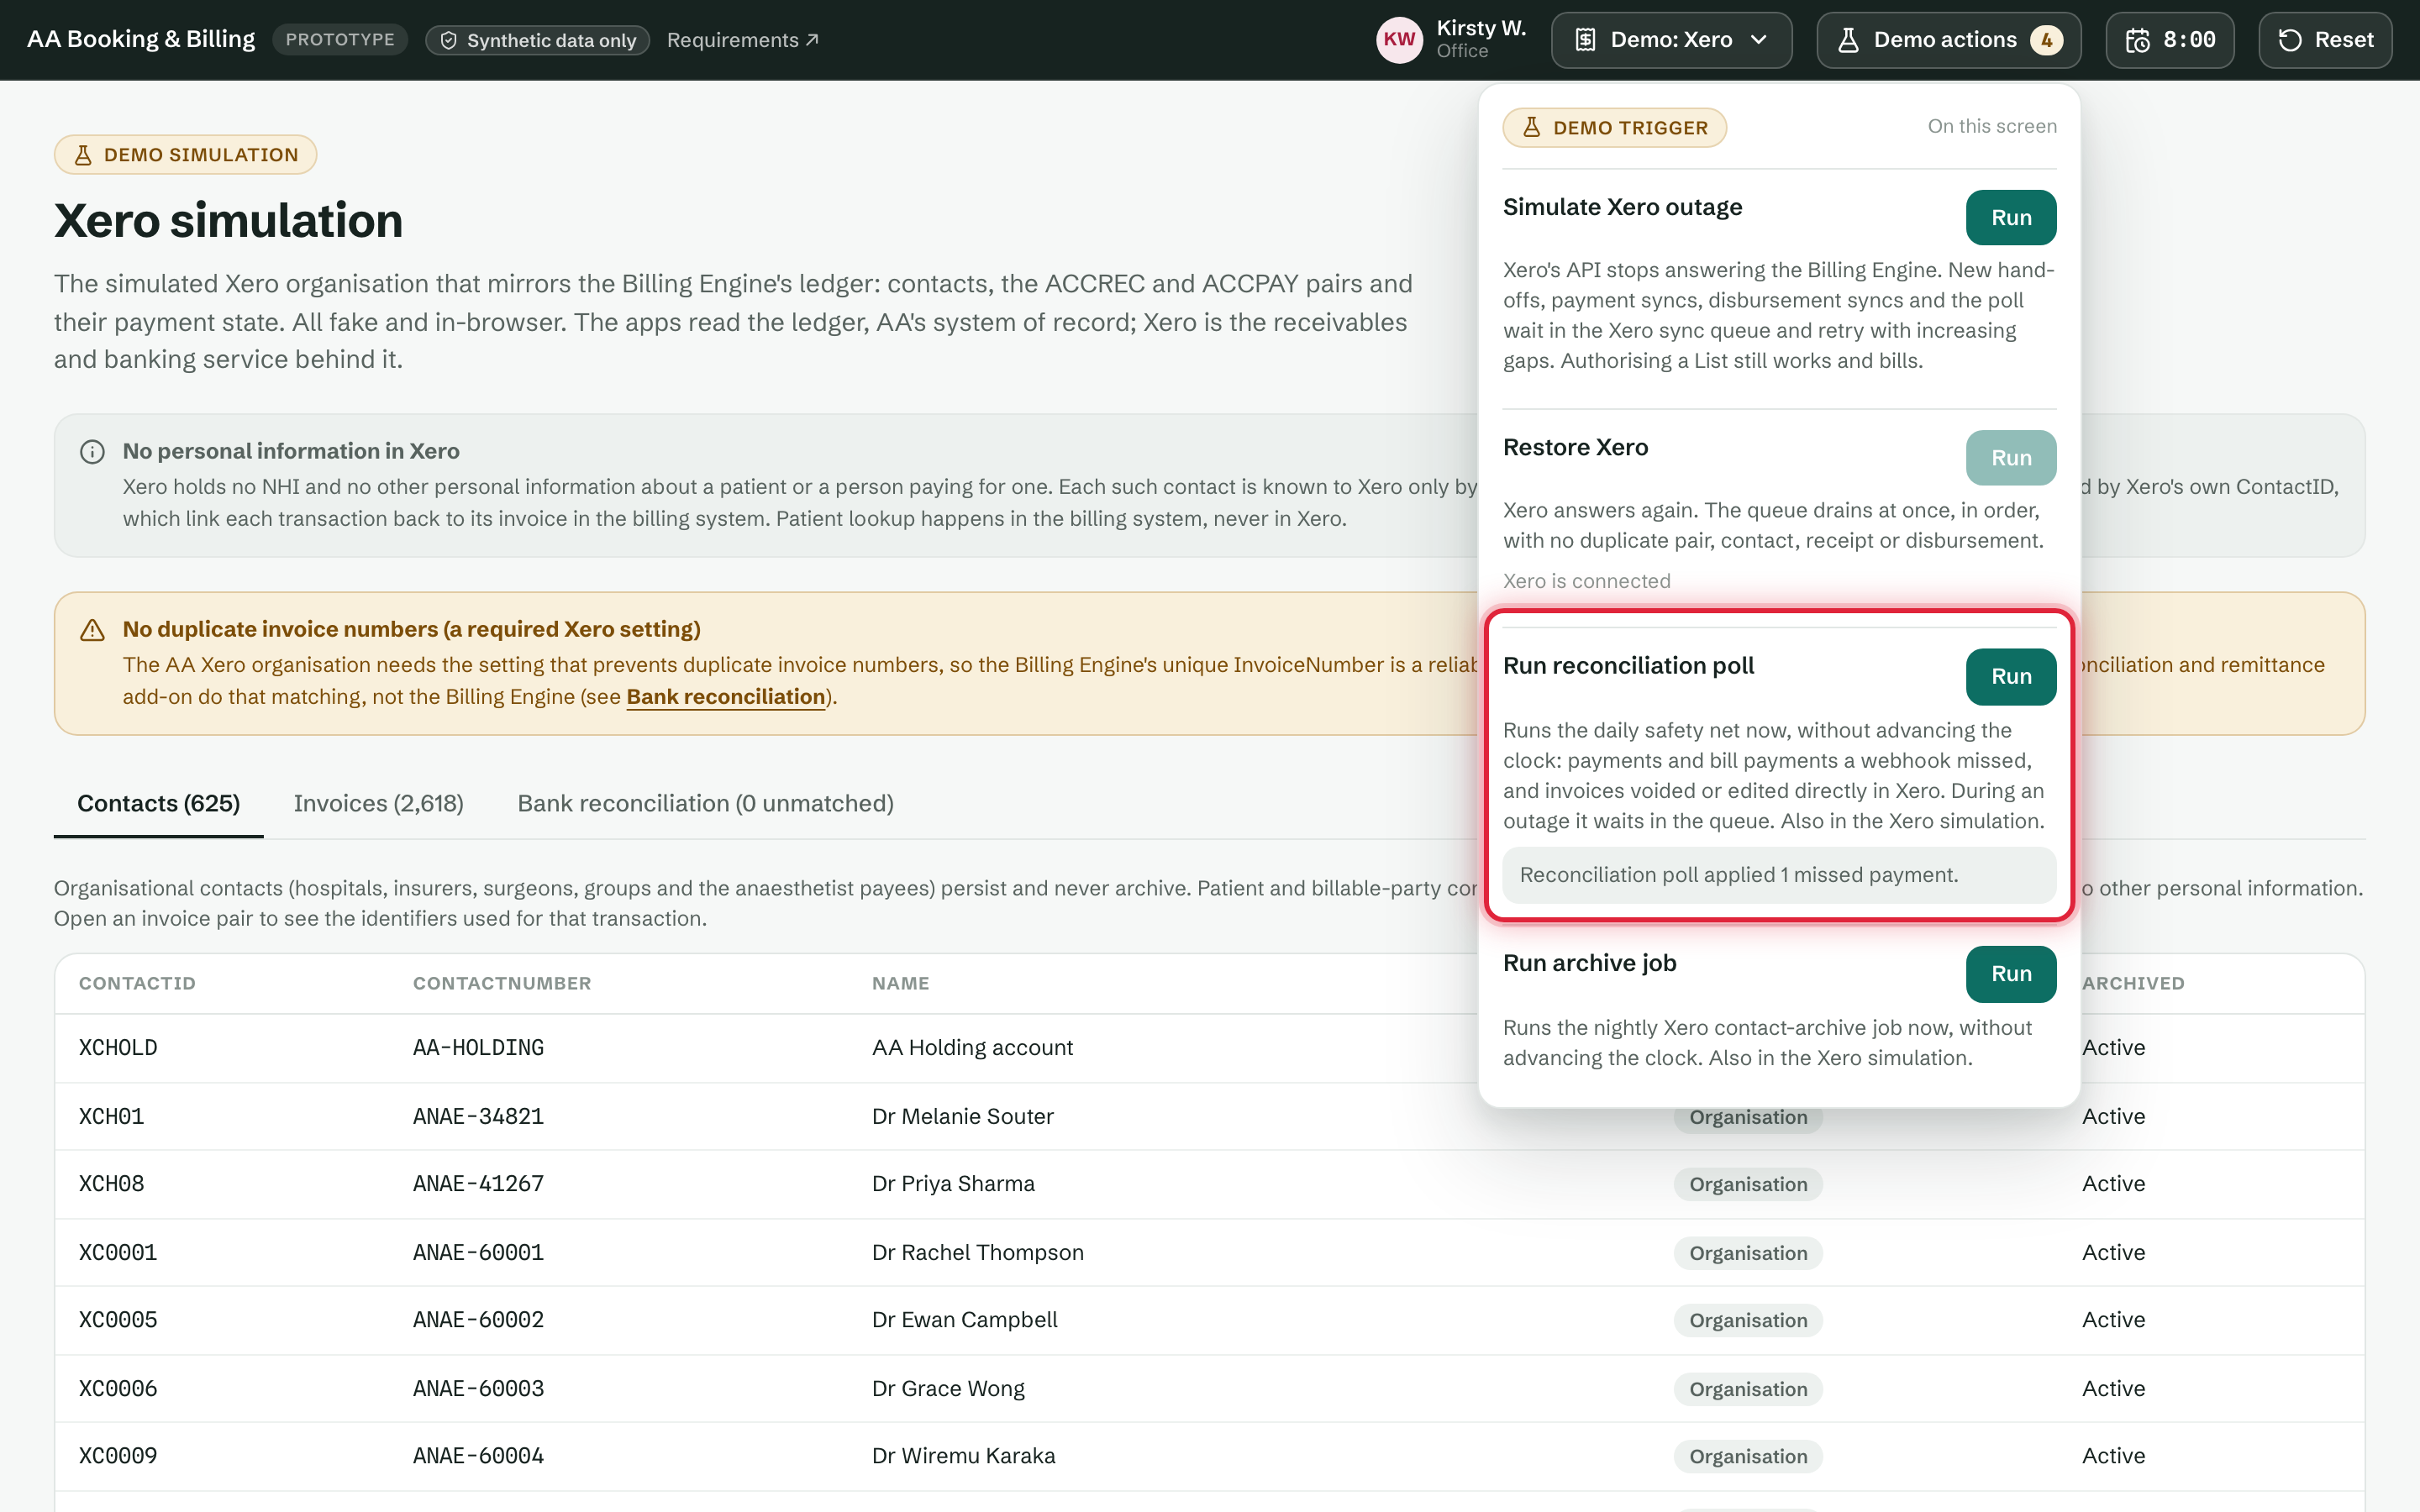 AA Booking & Billing
PROTOTYPE
Synthetic data only
Requirements ↗
KW
Kirsty W.
Office
Demo: Xero
Demo actions 4
8:00
Reset
DEMO SIMULATION
Xero simulation
The simulated Xero organisation that mirrors the Billing Engine's ledger: contacts, the ACCREC and ACCPAY pairs and
their payment state. All fake and in-browser. The apps read the ledger, AA's system of record; Xero is the receivables
and banking service behind it.
No personal information in Xero
Xero holds no NHI and no other personal information about a patient or a person paying for one. Each such contact is known to Xero only by
d by Xero's own ContactID,
which link each transaction back to its invoice in the billing system. Patient lookup happens in the billing system, never in Xero.
No duplicate invoice numbers (a required Xero setting)
The AA Xero organisation needs the setting that prevents duplicate invoice numbers, so the Billing Engine's unique InvoiceNumber is a reliab
nciliation and remittance
add-on do that matching, not the Billing Engine (see Bank reconciliation).
Contacts (625)
Invoices (2,618)
Bank reconciliation (0 unmatched)
Organisational contacts (hospitals, insurers, surgeons, groups and the anaesthetist payees) persist and never archive. Patient and billable-party con
o other personal information.
Open an invoice pair to see the identifiers used for that transaction.
CONTACTID CONTACTNUMBER NAME ARCHIVED
XCHOLD AA-HOLDING AA Holding account Active
XCH01 ANAE-34821 Dr Melanie Souter Organisation Active
XCH08 ANAE-41267 Dr Priya Sharma Organisation Active
XC0001 ANAE-60001 Dr Rachel Thompson Organisation Active
XC0005 ANAE-60002 Dr Ewan Campbell Organisation Active
XC0006 ANAE-60003 Dr Grace Wong Organisation Active
XC0009 ANAE-60004 Dr Wiremu Karaka Organisation Active
DEMO TRIGGER
On this screen
Simulate Xero outage
Run
Xero's API stops answering the Billing Engine. New hand-
offs, payment syncs, disbursement syncs and the poll
wait in the Xero sync queue and retry with increasing
gaps. Authorising a List still works and bills.
Restore Xero
Run
Xero answers again. The queue drains at once, in order,
with no duplicate pair, contact, receipt or disbursement.
Xero is connected
Run reconciliation poll
Run
Runs the daily safety net now, without advancing the
clock: payments and bill payments a webhook missed,
and invoices voided or edited directly in Xero. During an
outage it waits in the queue. Also in the Xero simulation.
Reconciliation poll applied 1 missed payment.
Run archive job
Run
Runs the nightly Xero contact-archive job now, without
advancing the clock. Also in the Xero simulation.